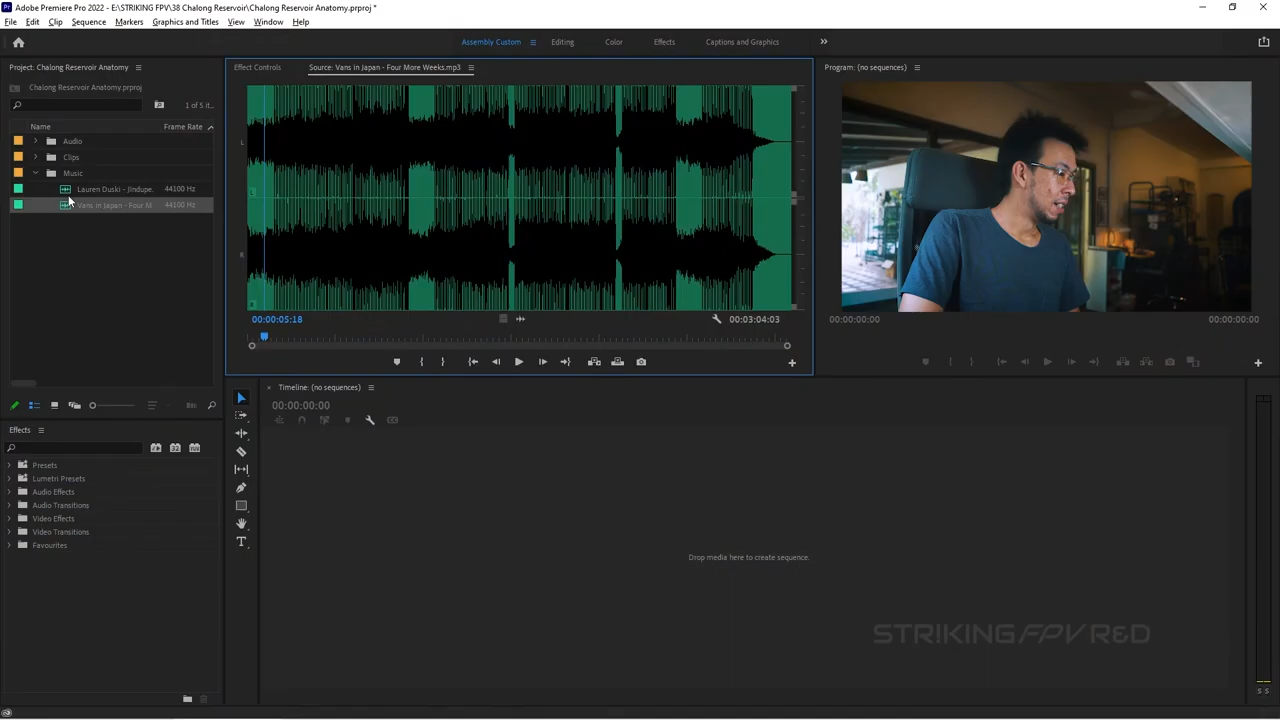 Adobe Premiere Pro 2022 - E:\STRIKING FPV\38 Chalong Reservoir\Chalong Reservoir Anatomy.prproj *
File Edit Clip Sequence Markers Graphics and Titles View Window Help
Assembly Custom Editing Color Effects Captions and Graphics
Project: Chalong Reservoir Anatomy
Chalong Reservoir Anatomy.prproj
1 of 5 it...
Name Frame Rate
Audio
Clips
Music
Lauren Duski - Jindupe. 44100 Hz
Vans in Japan - Four M 44100 Hz
Effect Controls Source: Vans in Japan - Four More Weeks.mp3
L
R
00:00:05:18 00:03:04:03
Program: (no sequences)
00:00:00:00 00:00:00:00
Effects
Presets
Lumetri Presets
Audio Effects
Audio Transitions
Video Effects
Video Transitions
Favourites
Timeline: (no sequences)
00:00:00:00
Drop media here to create sequence.
STRIKING FPV R&D
S S